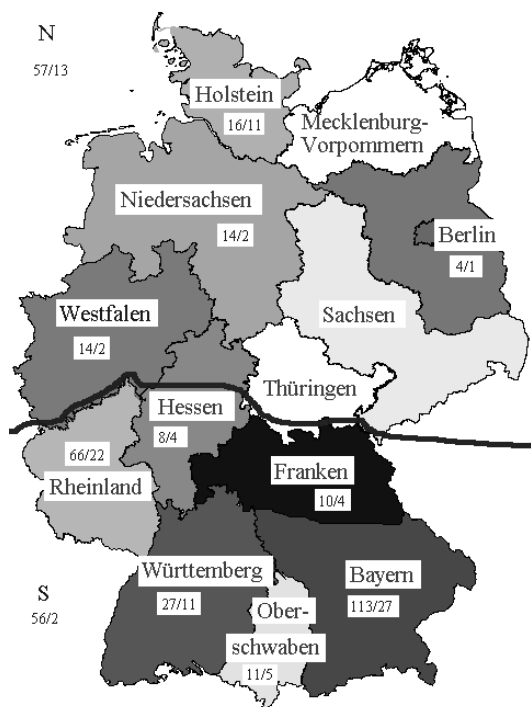 N
57/13
Holstein
16/11
Mecklenburg-
Vorpommern
Niedersachsen
14/2
Berlin
4/1
Westfalen
14/2
Sachsen
Thüringen
Hessen
8/4
66/22
Rheinland
Franken
10/4
S
56/2
Württemberg
27/11
Bayern
113/27
Ober-
schwaben
11/5